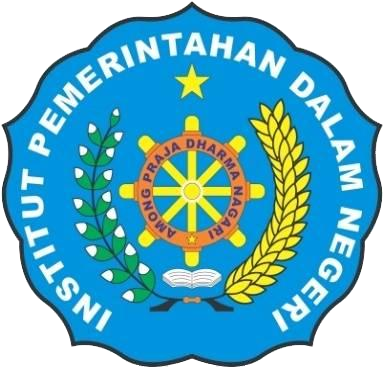 INSTITUT PEMERINTAHAN DALAM NEGERI
AMONG PRAJA DHARMA NAGARI